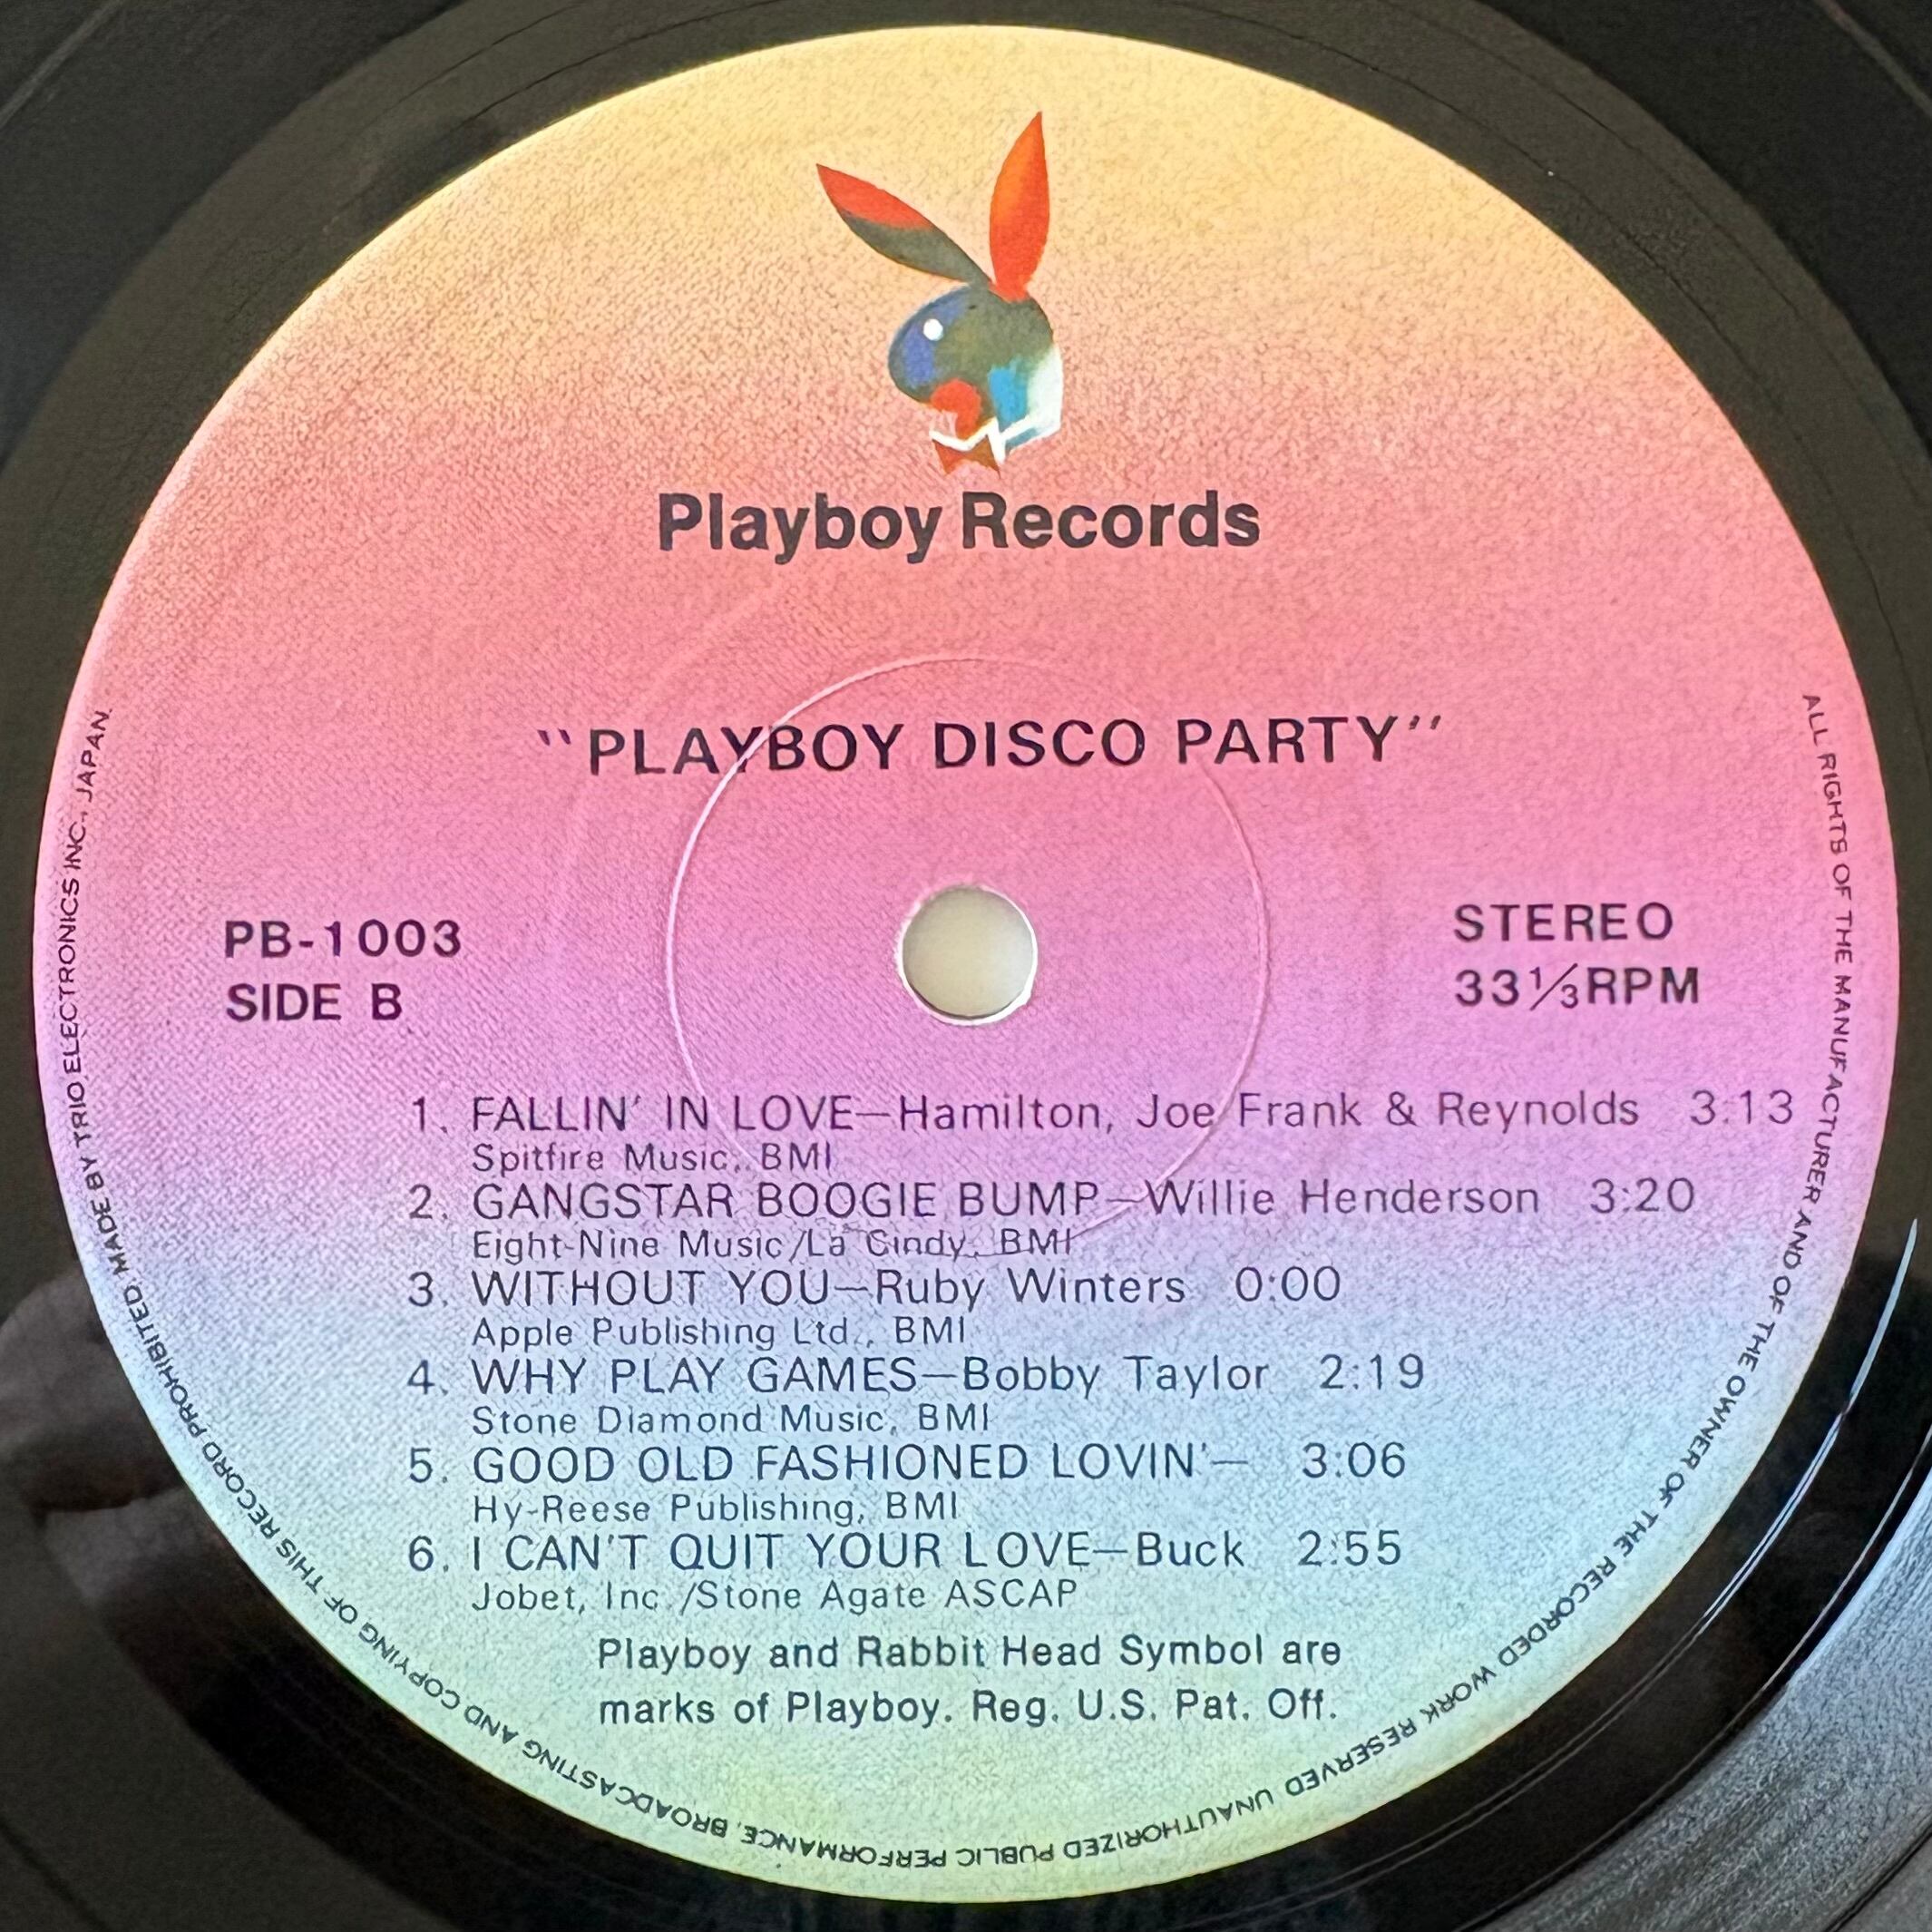 Playboy Records
"PLAYBOY DISCO PARTY"
PB-1003
SIDE B
STEREO
33⅓RPM
1. FALLIN' IN LOVE—Hamilton, Joe Frank & Reynolds 3:13
Spitfire Music, BMI
2. GANGSTAR BOOGIE BUMP—Willie Henderson 3:20
Eight-Nine Music/La Cindy, BMI
3. WITHOUT YOU—Ruby Winters 0:00
Apple Publishing Ltd., BMI
4. WHY PLAY GAMES—Bobby Taylor 2:19
Stone Diamond Music, BMI
5. GOOD OLD FASHIONED LOVIN'— 3:06
Hy-Reese Publishing, BMI
6. I CAN'T QUIT YOUR LOVE—Buck 2:55
Jobet, Inc./Stone Agate ASCAP
Playboy and Rabbit Head Symbol are
marks of Playboy. Reg. U.S. Pat. Off.
ALL RIGHTS OF THE MANUFACTURER AND OF THE OWNER OF THE RECORDED WORK RESERVED UNAUTHORIZED PUBLIC PERFORMANCE, BROADCASTING AND COPYING OF THIS RECORD PROHIBITED. MADE BY TRIO ELECTRONICS INC., JAPAN.